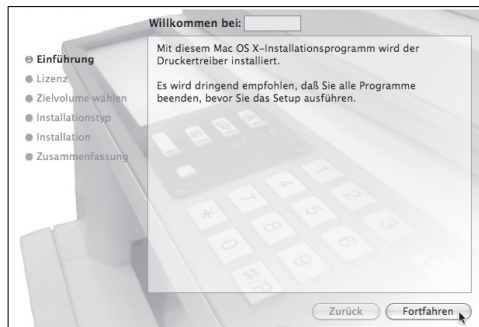 Willkommen bei:
Einführung
Lizenz
Zielvolume wählen
Installationstyp
Installation
Zusammenfassung
Mit diesem Mac OS X-Installationsprogramm wird der
Druckertreiber installiert.
Es wird dringend empfohlen, daß Sie alle Programme
beenden, bevor Sie das Setup ausführen.
Zurück
Fortfahren